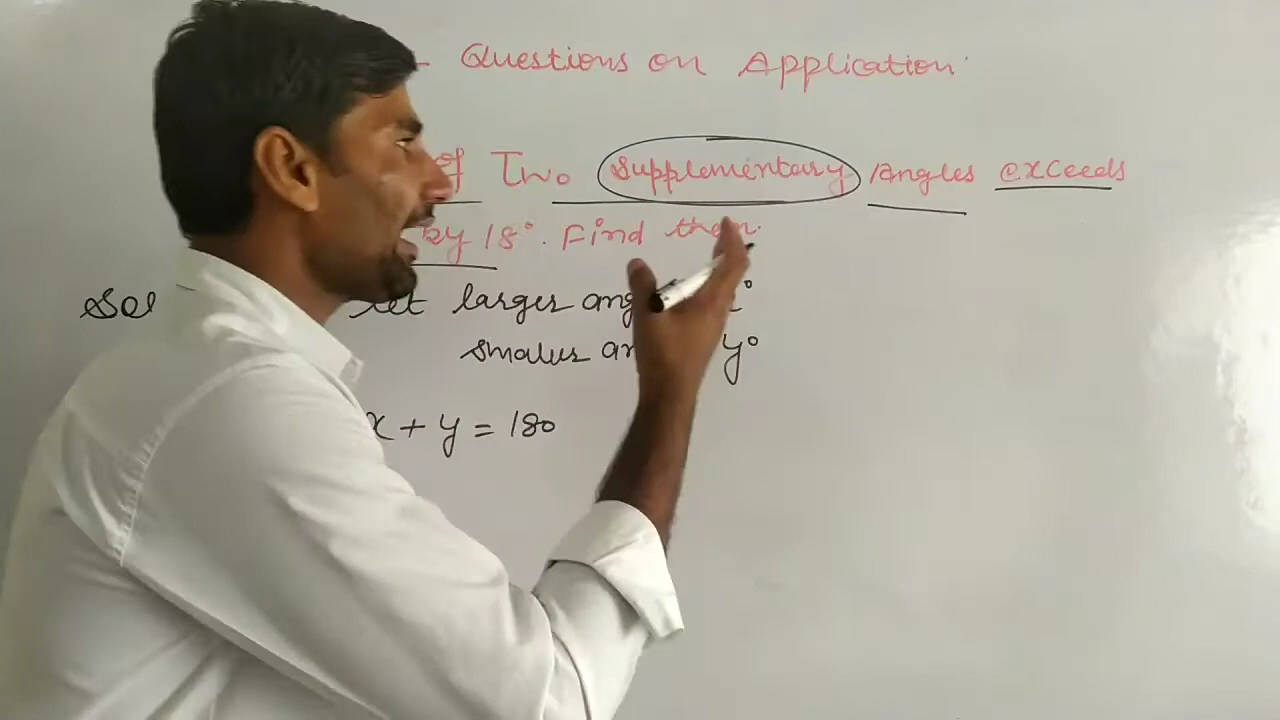 - Questions on Application
of Two Supplementary Angles exceeds
by 18°. Find them.
Sol let larger ang °
smaller an y°
x + y = 180